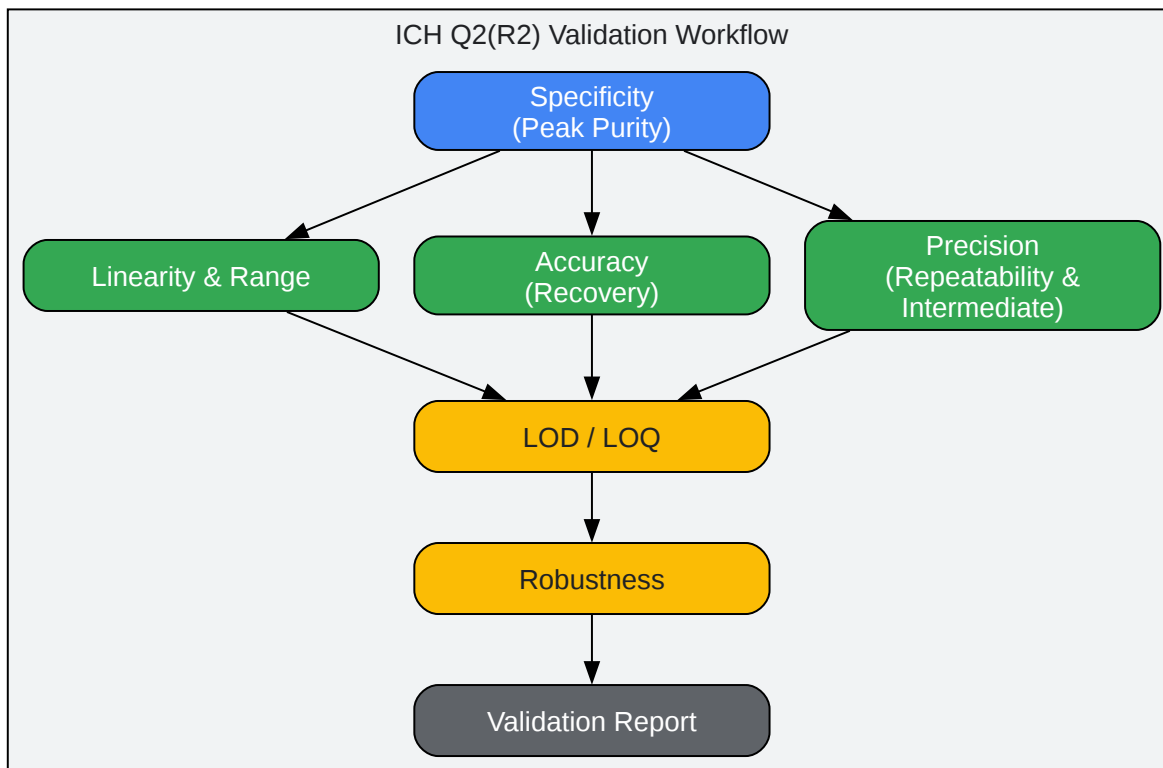 ICH Q2(R2) Validation Workflow
Specificity
(Peak Purity)
Linearity & Range
Accuracy
(Recovery)
Precision
(Repeatability &
Intermediate)
LOD / LOQ
Robustness
Validation Report